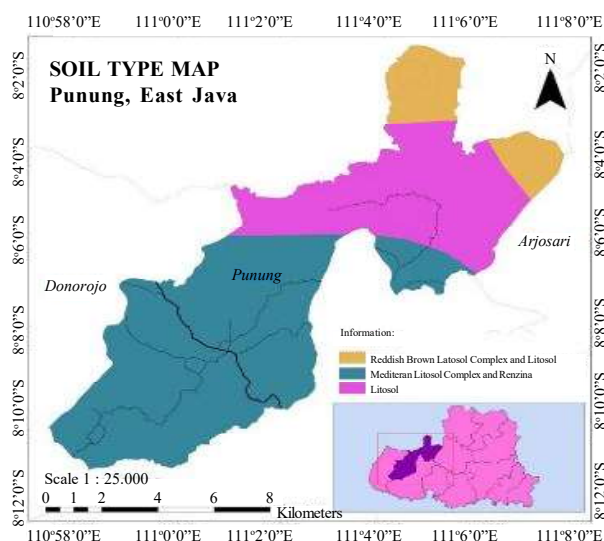 110°58'0"E 111°0'0"E 111°2'0"E 111°4'0"E 111°6'0"E 111°8'0"E
SOIL TYPE MAP
Punung, East Java
N
8°2'0"S
8°4'0"S
8°6'0"S
8°8'0"S
8°10'0"S
8°12'0"S
8°2'0"S
8°4'0"S
8°6'0"S
8°8'0"S
8°10'0"S
8°12'0"S
Arjosari
Punung
Donorojo
Information:
Reddish Brown Latosol Complex and Litosol
Mediteran Litosol Complex and Renzina
Litosol
Scale 1 : 25.000
0 1 2 4 6 8
Kilometers
110°58'0"E 111°0'0"E 111°2'0"E 111°4'0"E 111°6'0"E 111°8'0"E